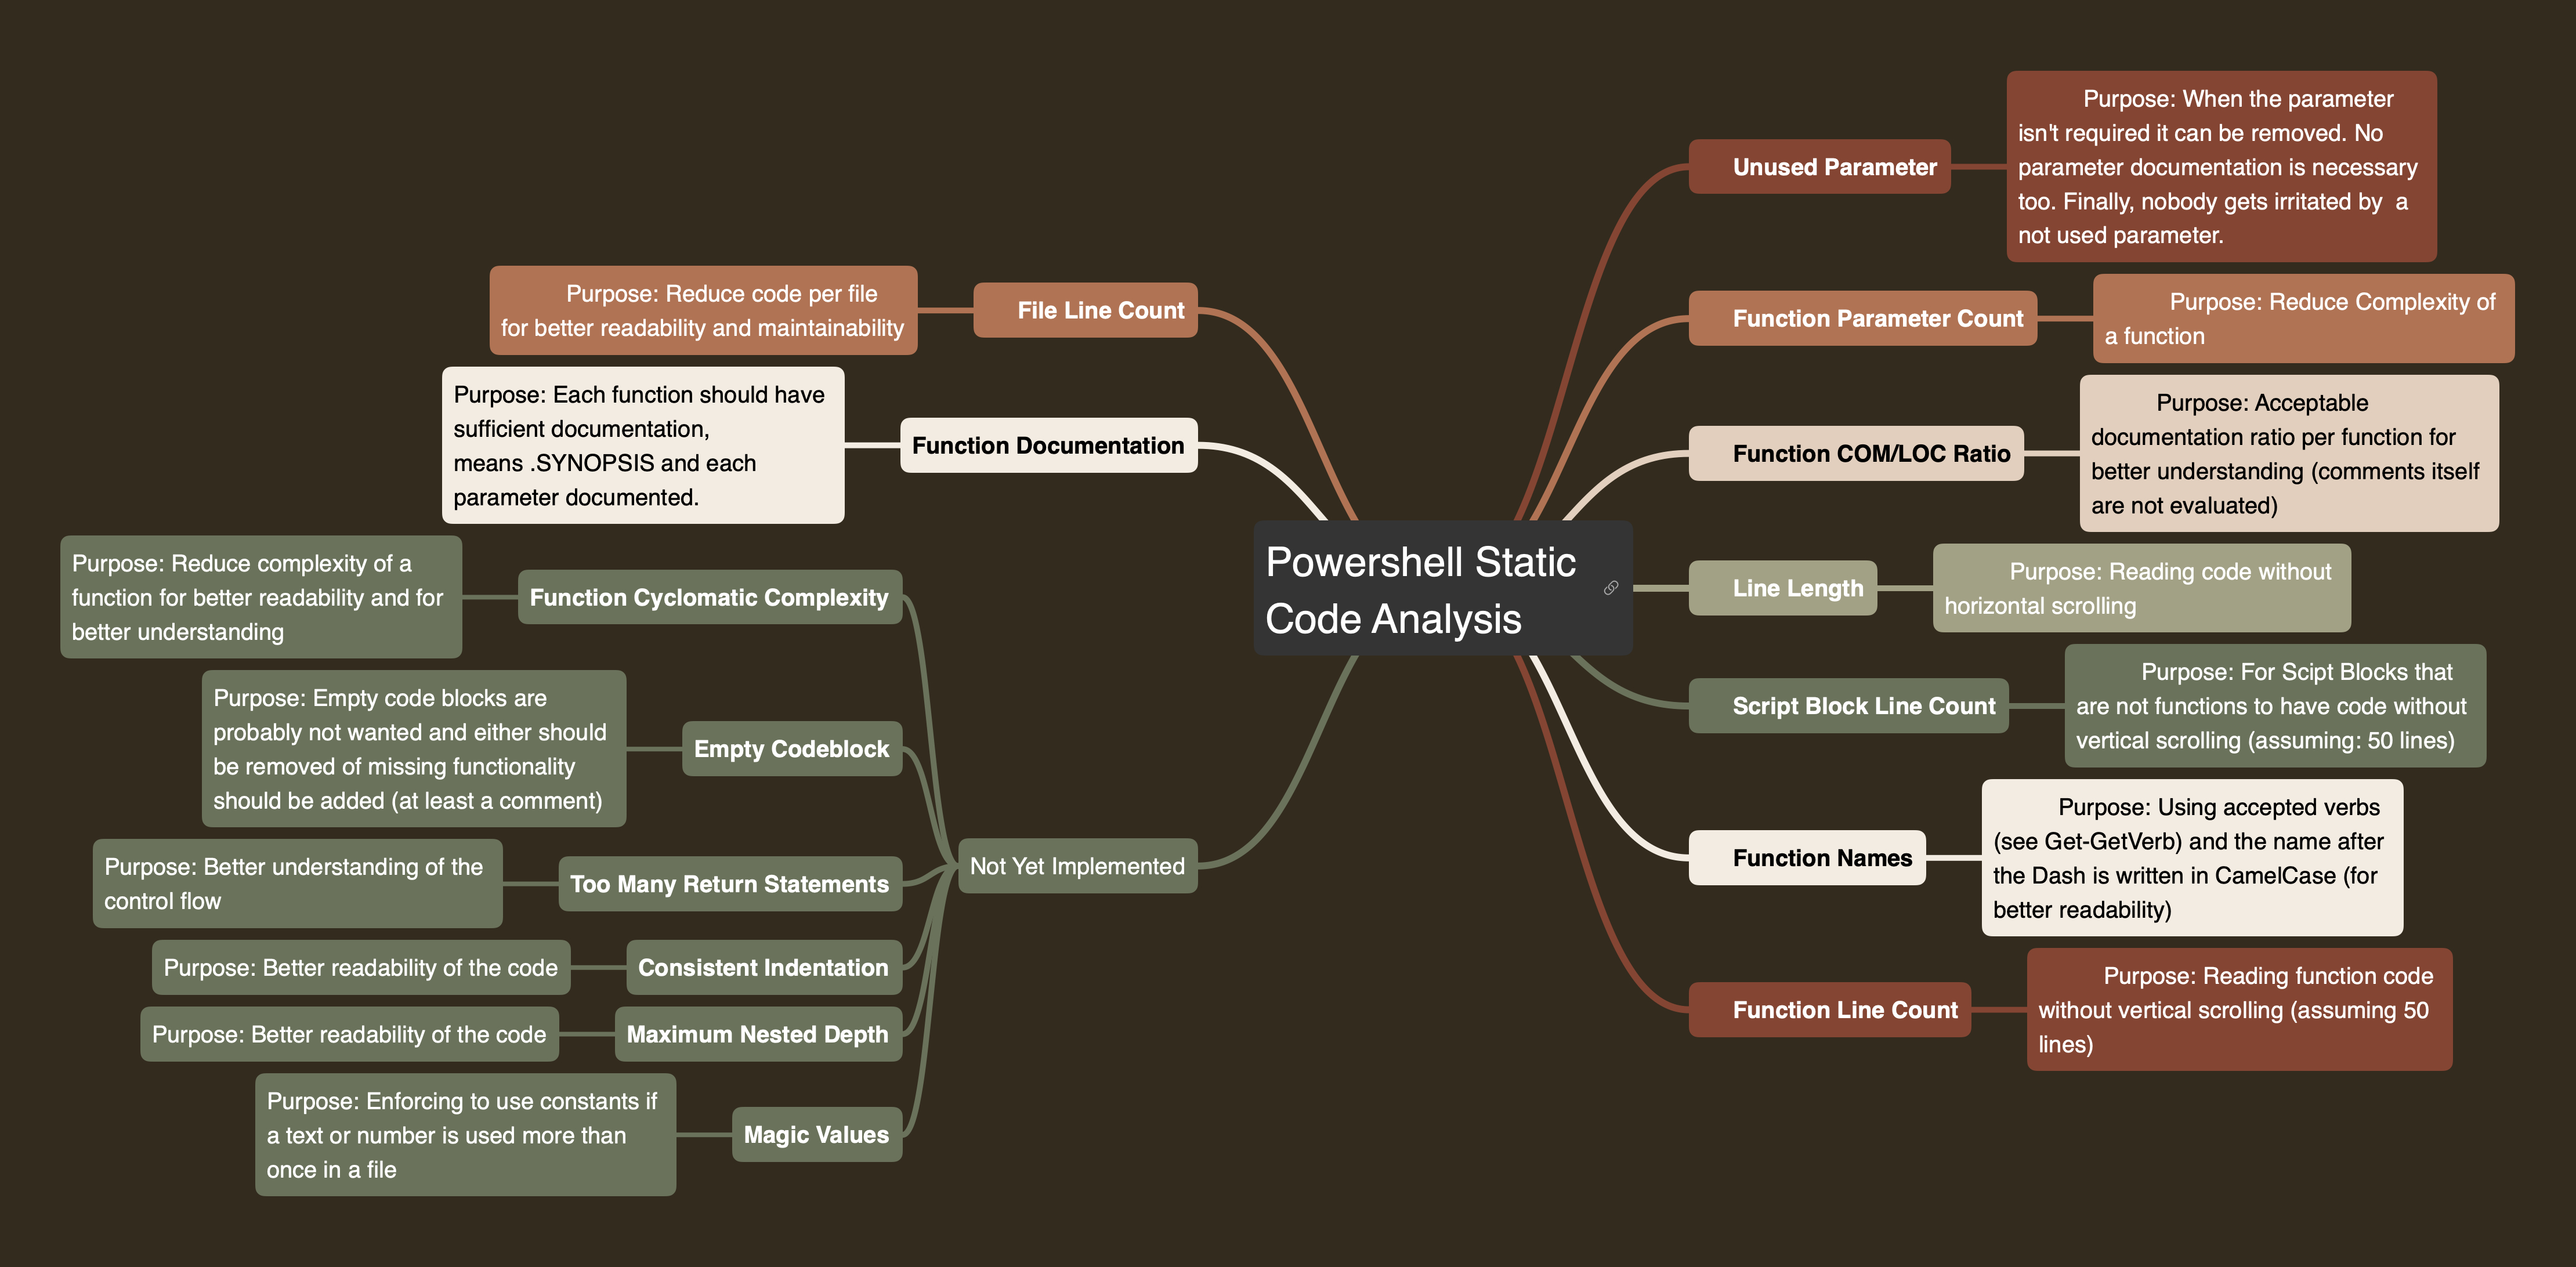 Powershell Static
Code Analysis
Unused Parameter
Purpose: When the parameter
isn't required it can be removed. No
parameter documentation is necessary
too. Finally, nobody gets irritated by  a
not used parameter.
Function Parameter Count
Purpose: Reduce Complexity of
a function
Function COM/LOC Ratio
Purpose: Acceptable
documentation ratio per function for
better understanding (comments itself
are not evaluated)
Line Length
Purpose: Reading code without
horizontal scrolling
Script Block Line Count
Purpose: For Scipt Blocks that
are not functions to have code without
vertical scrolling (assuming: 50 lines)
Function Names
Purpose: Using accepted verbs
(see Get-GetVerb) and the name after
the Dash is written in CamelCase (for
better readability)
Function Line Count
Purpose: Reading function code
without vertical scrolling (assuming 50
lines)
File Line Count
Purpose: Reduce code per file
for better readability and maintainability
Function Documentation
Purpose: Each function should have
sufficient documentation,
means .SYNOPSIS and each
parameter documented.
Not Yet Implemented
Function Cyclomatic Complexity
Purpose: Reduce complexity of a
function for better readability and for
better understanding
Empty Codeblock
Purpose: Empty code blocks are
probably not wanted and either should
be removed of missing functionality
should be added (at least a comment)
Too Many Return Statements
Purpose: Better understanding of the
control flow
Consistent Indentation
Purpose: Better readability of the code
Maximum Nested Depth
Purpose: Better readability of the code
Magic Values
Purpose: Enforcing to use constants if
a text or number is used more than
once in a file